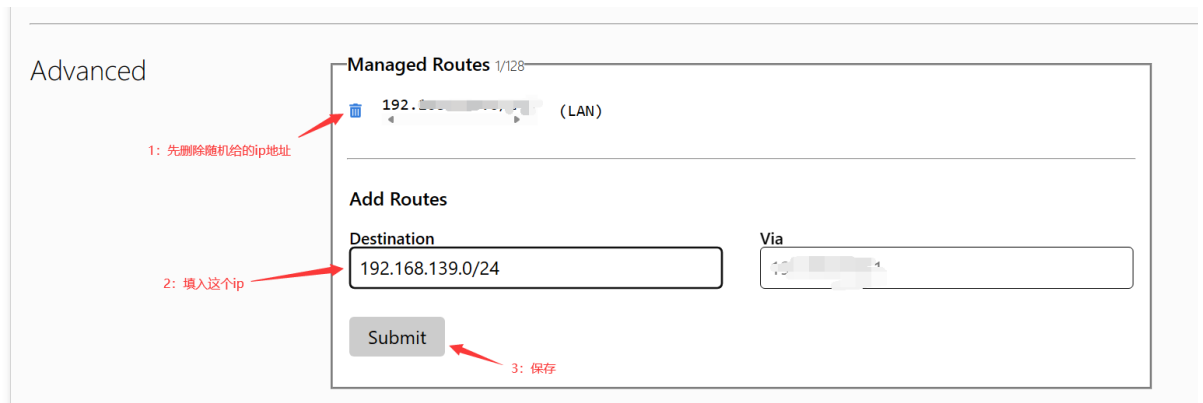 Advanced
Managed Routes 1/128
192. (LAN)
1：先删除随机给的ip地址
Add Routes
Destination
Via
192.168.139.0/24
2：填入这个ip
Submit
3：保存